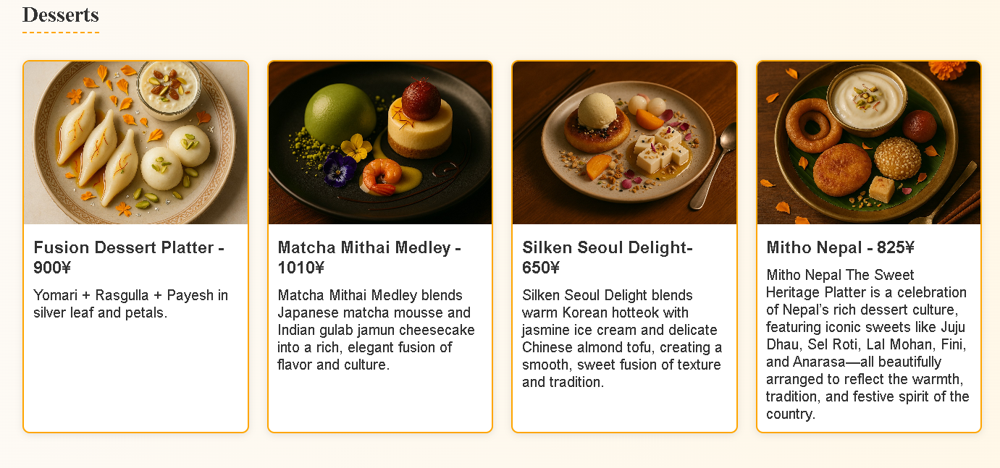 Desserts
Fusion Dessert Platter -
900¥
Yomari + Rasgulla + Payesh in
silver leaf and petals.
Matcha Mithai Medley -
1010¥
Matcha Mithai Medley blends
Japanese matcha mousse and
Indian gulab jamun cheesecake
into a rich, elegant fusion of
flavor and culture.
Silken Seoul Delight-
650¥
Silken Seoul Delight blends
warm Korean hotteok with
jasmine ice cream and delicate
Chinese almond tofu, creating a
smooth, sweet fusion of texture
and tradition.
Mitho Nepal - 825¥
Mitho Nepal The Sweet
Heritage Platter is a celebration
of Nepal’s rich dessert culture,
featuring iconic sweets like Juju
Dhau, Sel Roti, Lal Mohan, Fini,
and Anarasa—all beautifully
arranged to reflect the warmth,
tradition, and festive spirit of the
country.